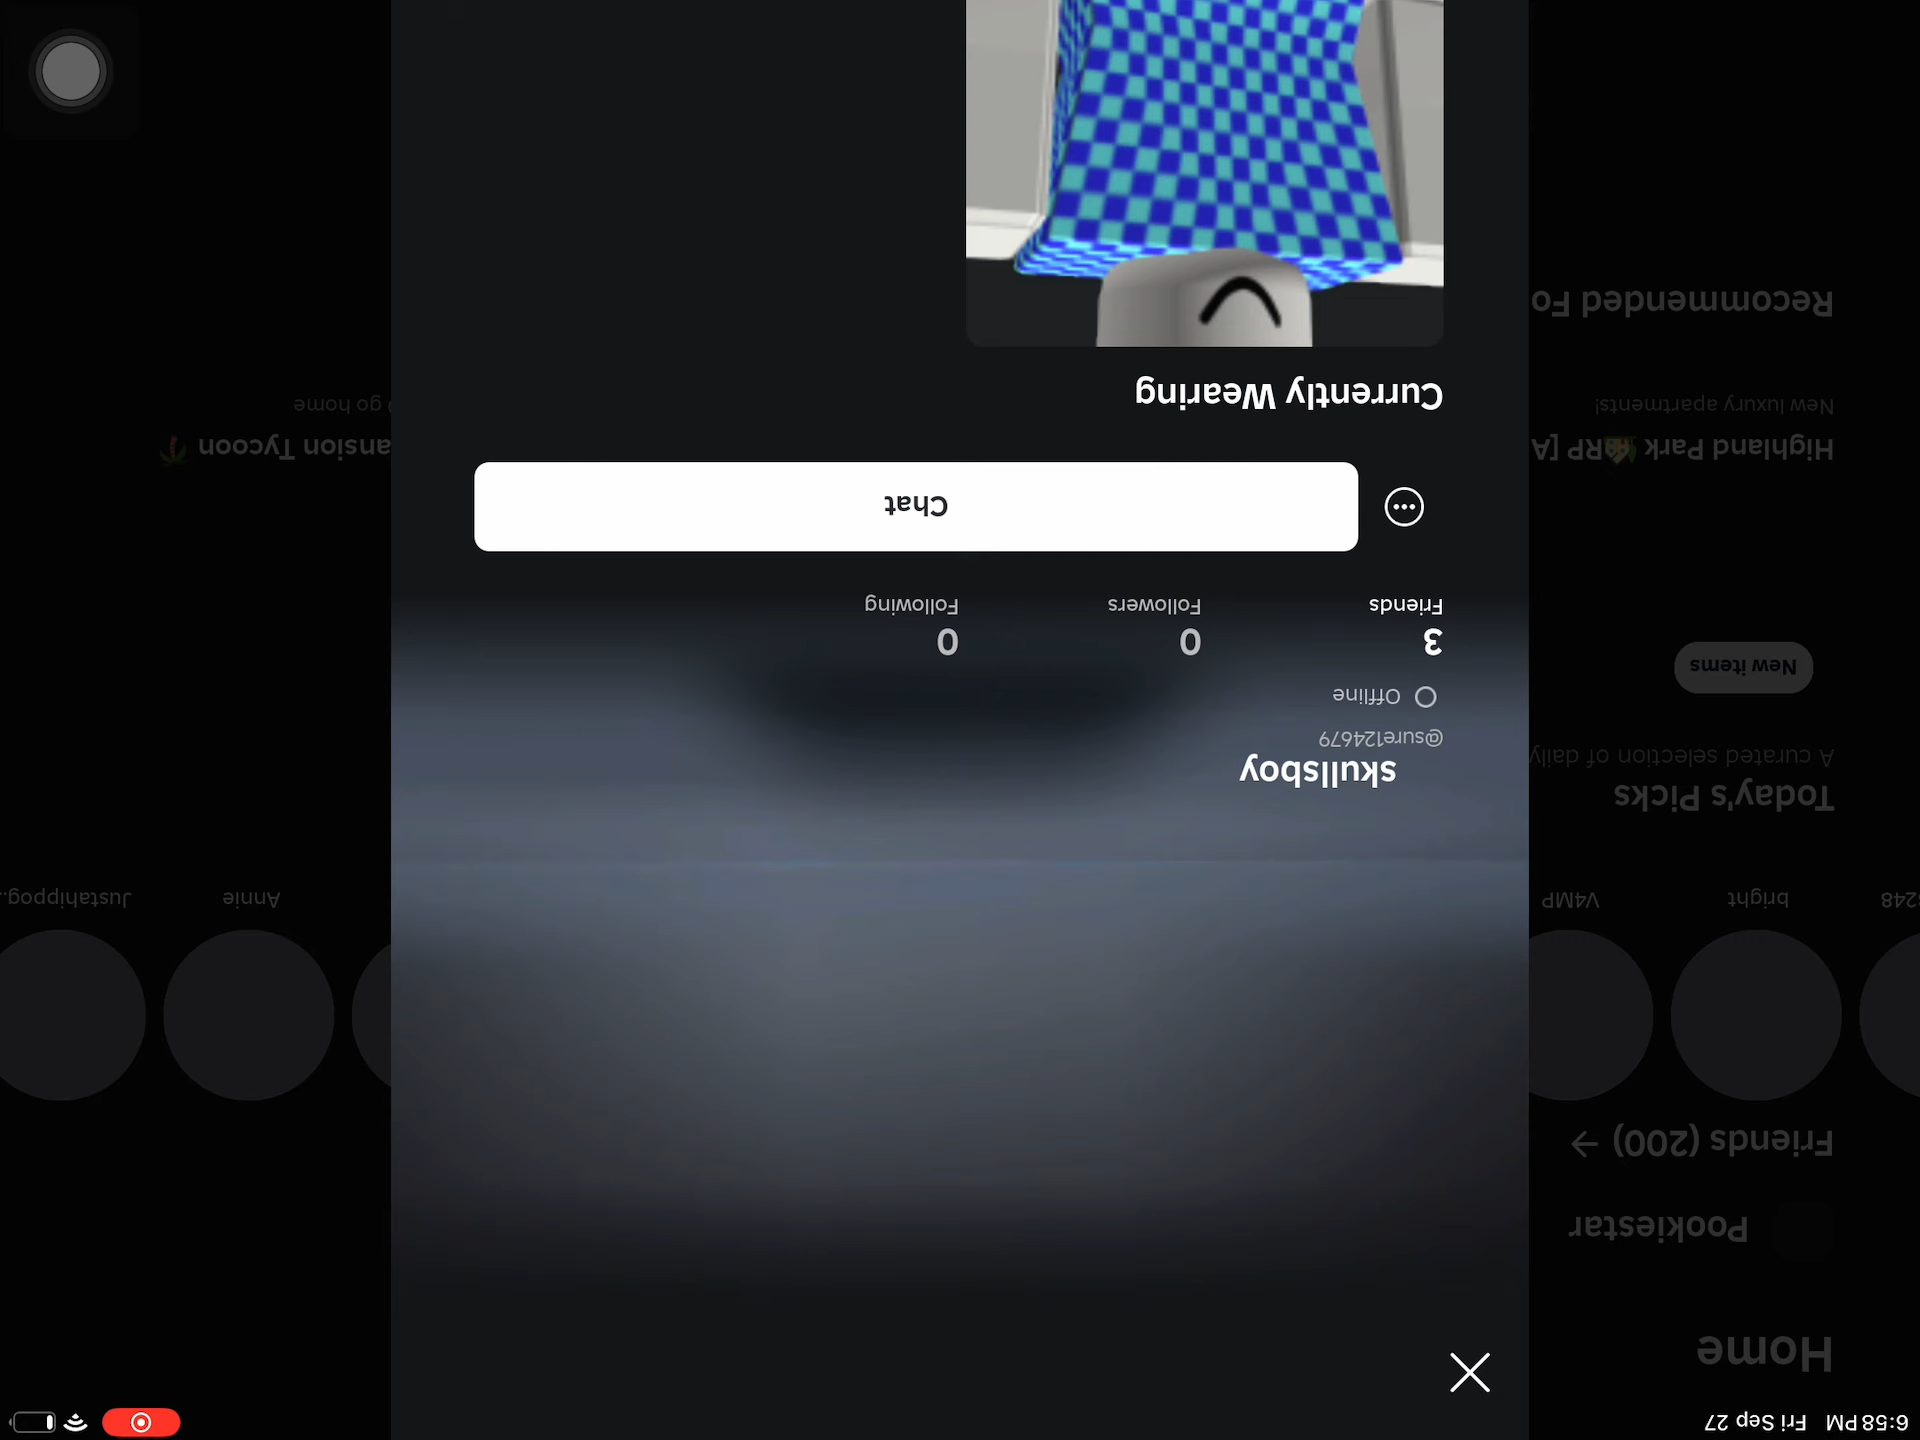 6:58 PM Fri Sep 27
Home
Pookiestar
Friends (200)
248
bright
V4MP
Annie
Justahippog...
Today's Picks
A curated selection of daily
New items
Highland Park RP [A
New luxury apartments!
ansion Tycoon
go home
Recommended Fo
skullsboy
@sure124679
Offline
3
Friends
0
Followers
0
Following
Chat
Currently Wearing